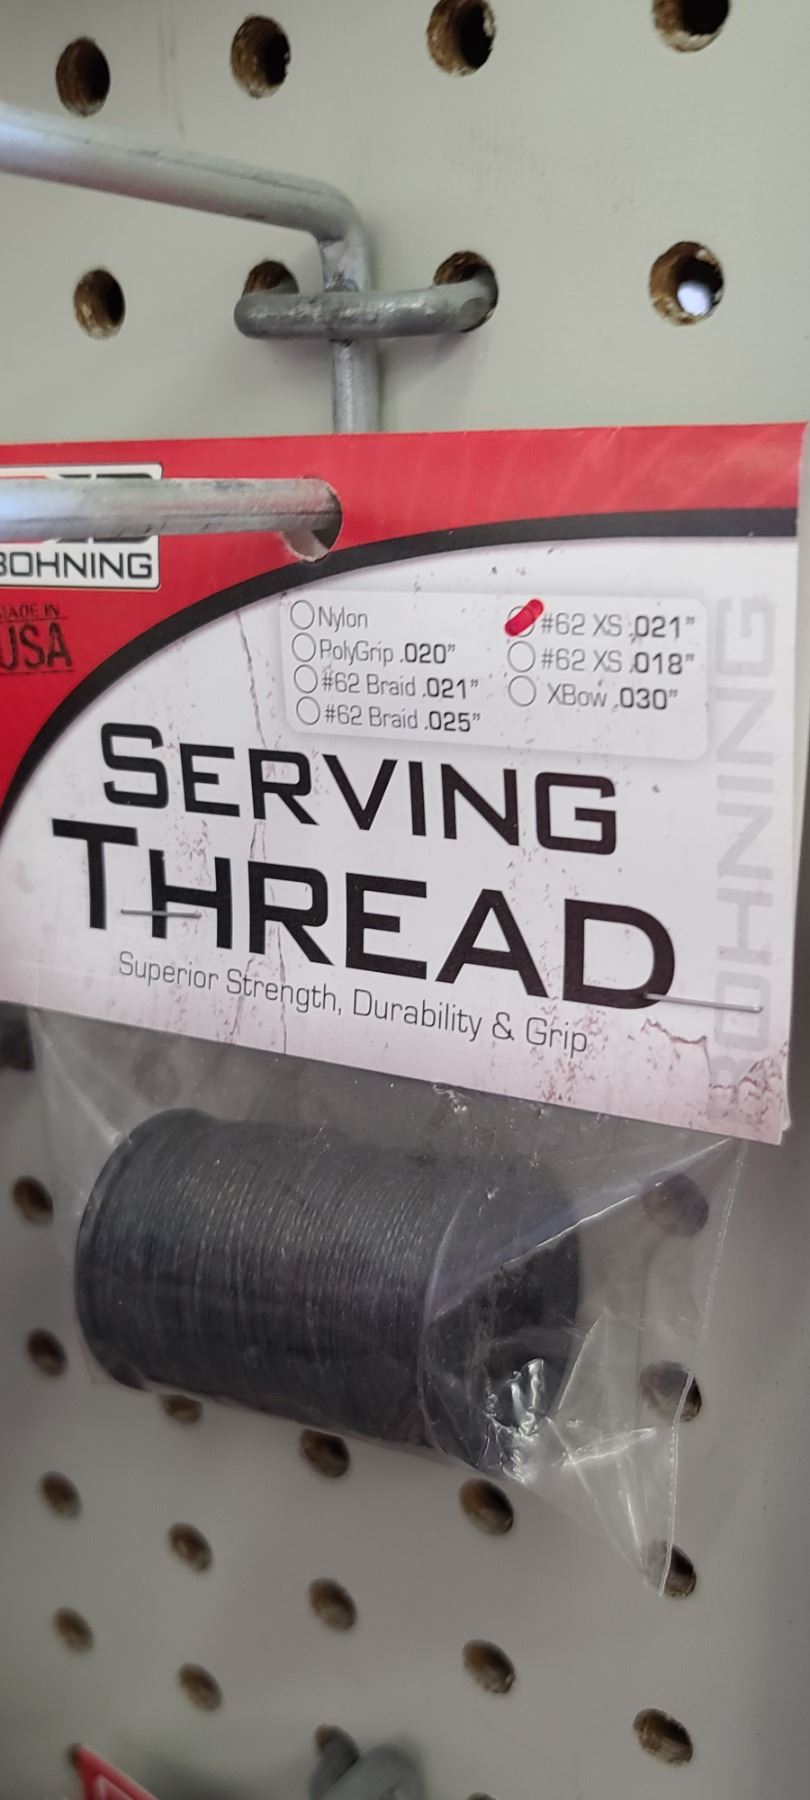 BOHNING
MADE IN
USA
Nylon
PolyGrip .020"
#62 Braid .021"
#62 Braid .025"
#62 XS .021"
#62 XS .018"
XBow .030"
SERVING
THREAD
Superior Strength, Durability & Grip
BOHNING